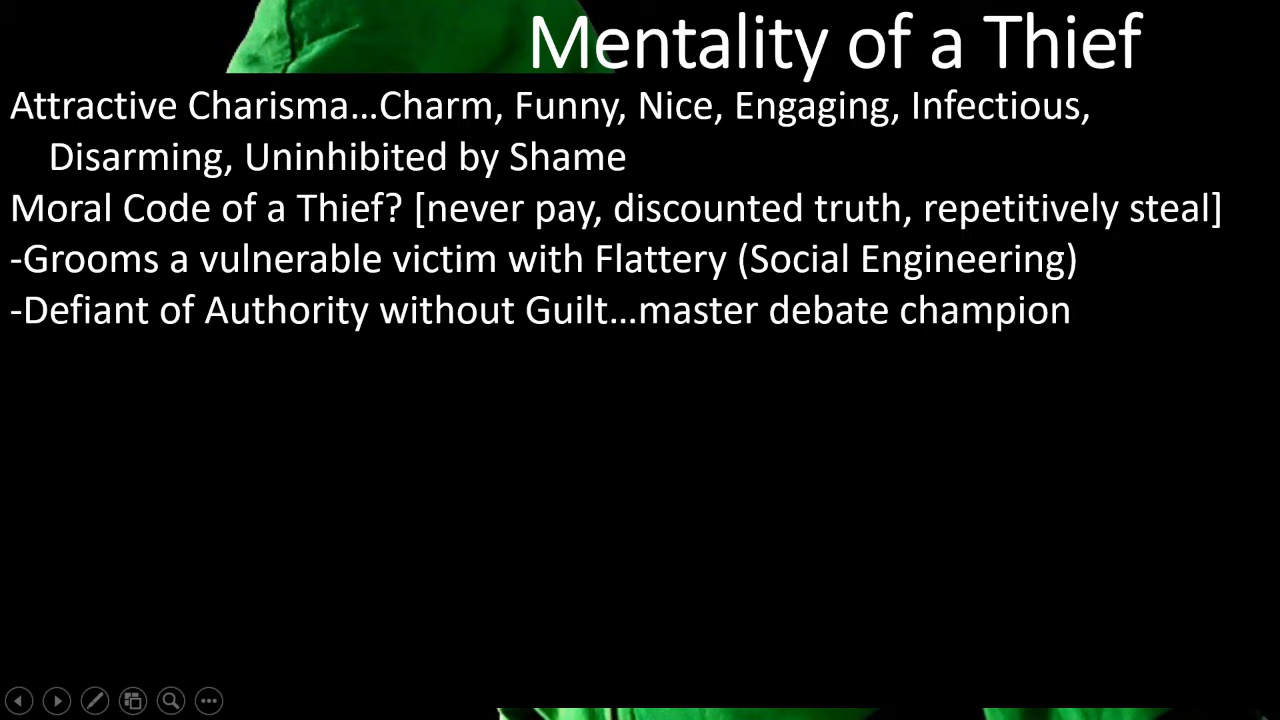 Mentality of a Thief
Attractive Charisma...Charm, Funny, Nice, Engaging, Infectious,
Disarming, Uninhibited by Shame
Moral Code of a Thief? [never pay, discounted truth, repetitively steal]
-Grooms a vulnerable victim with Flattery (Social Engineering)
-Defiant of Authority without Guilt...master debate champion